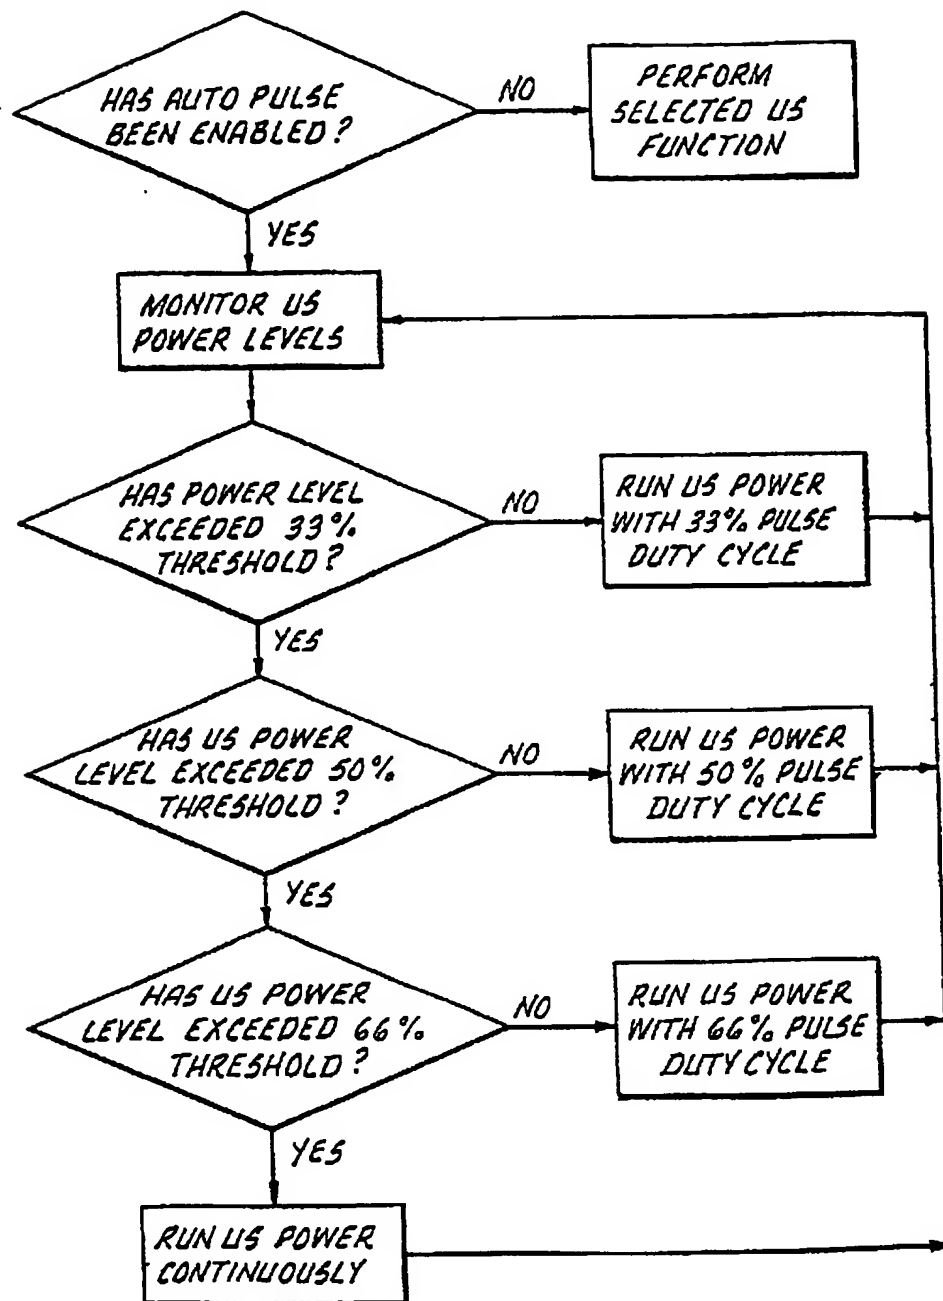 HAS AUTO PULSE
BEEN ENABLED?
NO
PERFORM
SELECTED US
FUNCTION
YES
MONITOR US
POWER LEVELS
HAS POWER LEVEL
EXCEEDED 33%
THRESHOLD?
NO
RUN US POWER
WITH 33% PULSE
DUTY CYCLE
YES
HAS US POWER
LEVEL EXCEEDED 50%
THRESHOLD?
NO
RUN US POWER
WITH 50% PULSE
DUTY CYCLE
YES
HAS US POWER
LEVEL EXCEEDED 66%
THRESHOLD?
NO
RUN US POWER
WITH 66% PULSE
DUTY CYCLE
YES
RUN US POWER
CONTINUOUSLY